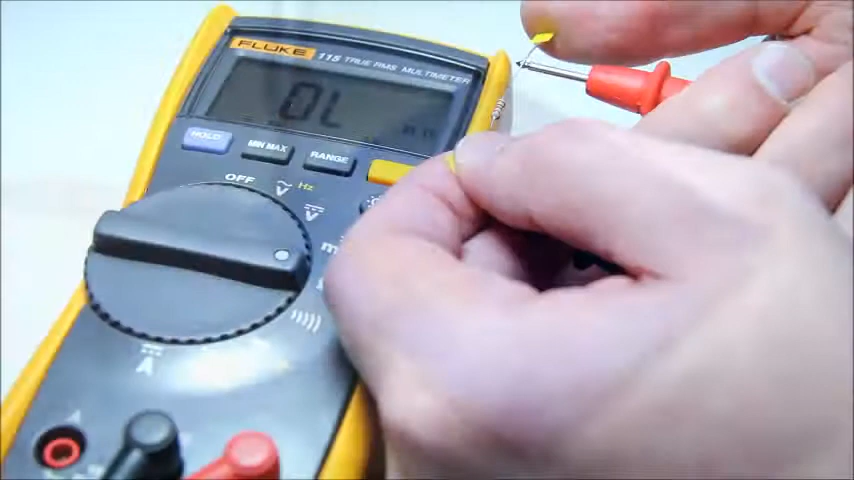 FLUKE 115 TRUE RMS MULTIMETER
OL
HOLD
MIN MAX
RANGE
OFF
Hz
V
A
A